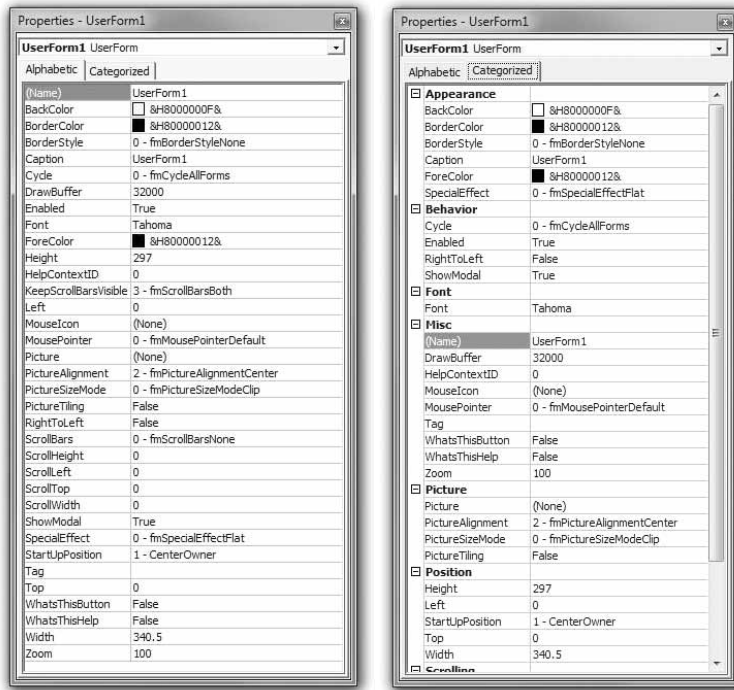 Properties - UserForm1
UserForm1 UserForm
Alphabetic Categorized
(Name) UserForm1
BackColor &H8000000F&
BorderColor &H80000012&
BorderStyle 0 - fmBorderStyleNone
Caption UserForm1
Cycle 0 - fmCycleAllForms
DrawBuffer 32000
Enabled True
Font Tahoma
ForeColor &H80000012&
Height 297
HelpContextID 0
KeepScrollBarsVisible 3 - fmScrollBarsBoth
Left 0
MouseIcon (None)
MousePointer 0 - fmMousePointerDefault
Picture (None)
PictureAlignment 2 - fmPictureAlignmentCenter
PictureSizeMode 0 - fmPictureSizeModeClip
PictureTiling False
RightToLeft False
ScrollBars 0 - fmScrollBarsNone
ScrollHeight 0
ScrollLeft 0
ScrollTop 0
ScrollWidth 0
ShowModal True
SpecialEffect 0 - fmSpecialEffectFlat
StartUpPosition 1 - CenterOwner
Tag
Top 0
WhatsThisButton False
WhatsThisHelp False
Width 340.5
Zoom 100
Properties - UserForm1
UserForm1 UserForm
Alphabetic Categorized
Appearance
BackColor &H8000000F&
BorderColor &H80000012&
BorderStyle 0 - fmBorderStyleNone
Caption UserForm1
ForeColor &H80000012&
SpecialEffect 0 - fmSpecialEffectFlat
Behavior
Cycle 0 - fmCycleAllForms
Enabled True
RightToLeft False
ShowModal True
Font
Font Tahoma
Misc
(Name) UserForm1
DrawBuffer 32000
HelpContextID 0
MouseIcon (None)
MousePointer 0 - fmMousePointerDefault
Tag
WhatsThisButton False
WhatsThisHelp False
Zoom 100
Picture
Picture (None)
PictureAlignment 2 - fmPictureAlignmentCenter
PictureSizeMode 0 - fmPictureSizeModeClip
PictureTiling False
Position
Height 297
Left 0
StartUpPosition 1 - CenterOwner
Top 0
Width 340.5
Scrolling